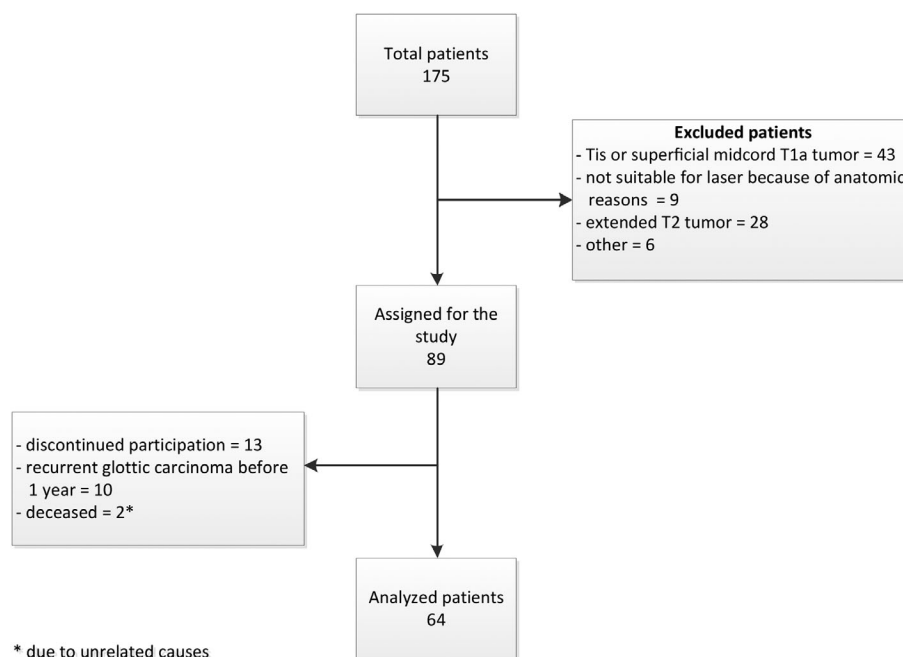 Total patients
175
Excluded patients
- Tis or superficial midcord T1a tumor = 43
- not suitable for laser because of anatomic
reasons = 9
- extended T2 tumor = 28
- other = 6
Assigned for the
study
89
- discontinued participation = 13
- recurrent glottic carcinoma before
1 year = 10
- deceased = 2*
Analyzed patients
64
* due to unrelated causes